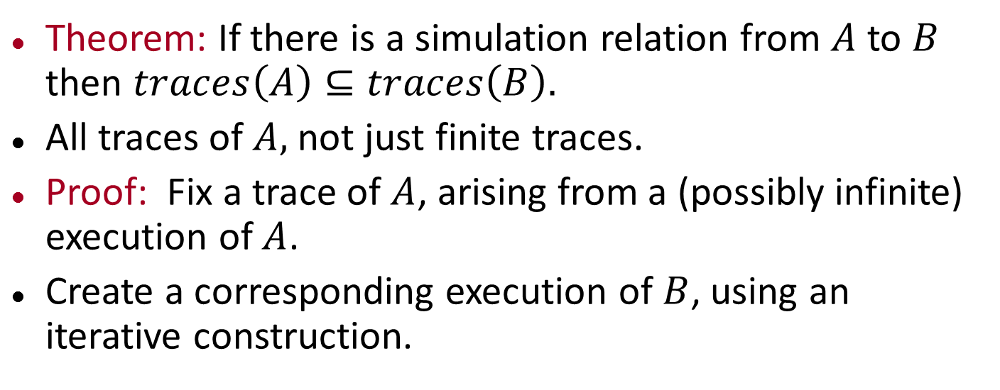 • Theorem: If there is a simulation relation from A to B
then traces(A) ⊆ traces(B).
• All traces of A, not just finite traces.
• Proof: Fix a trace of A, arising from a (possibly infinite)
execution of A.
• Create a corresponding execution of B, using an
iterative construction.